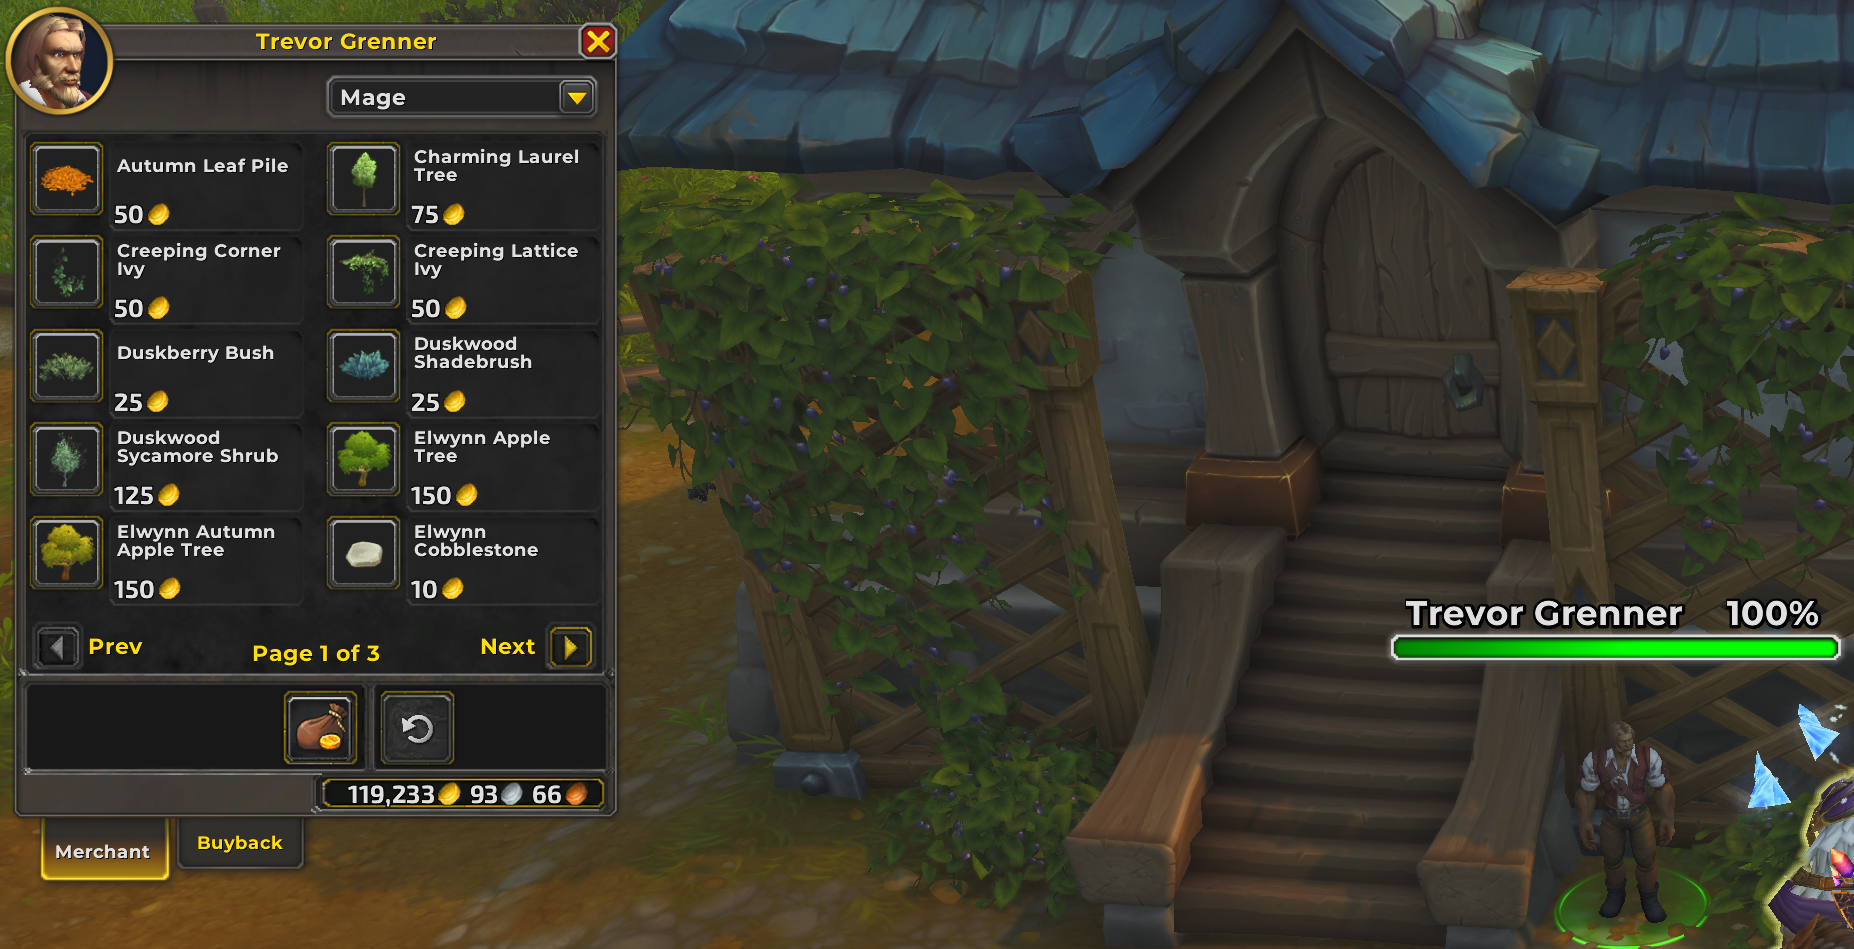 Trevor Grenner
Mage
Autumn Leaf Pile
50
Charming Laurel
Tree
75
Creeping Corner
Ivy
50
Creeping Lattice
Ivy
50
Duskberry Bush
25
Duskwood
Shadebrush
25
Duskwood
Sycamore Shrub
125
Elwynn Apple
Tree
150
Elwynn Autumn
Apple Tree
150
Elwynn
Cobblestone
10
Prev
Page 1 of 3
Next
119,233 93 66
Merchant
Buyback
Trevor Grenner 100%